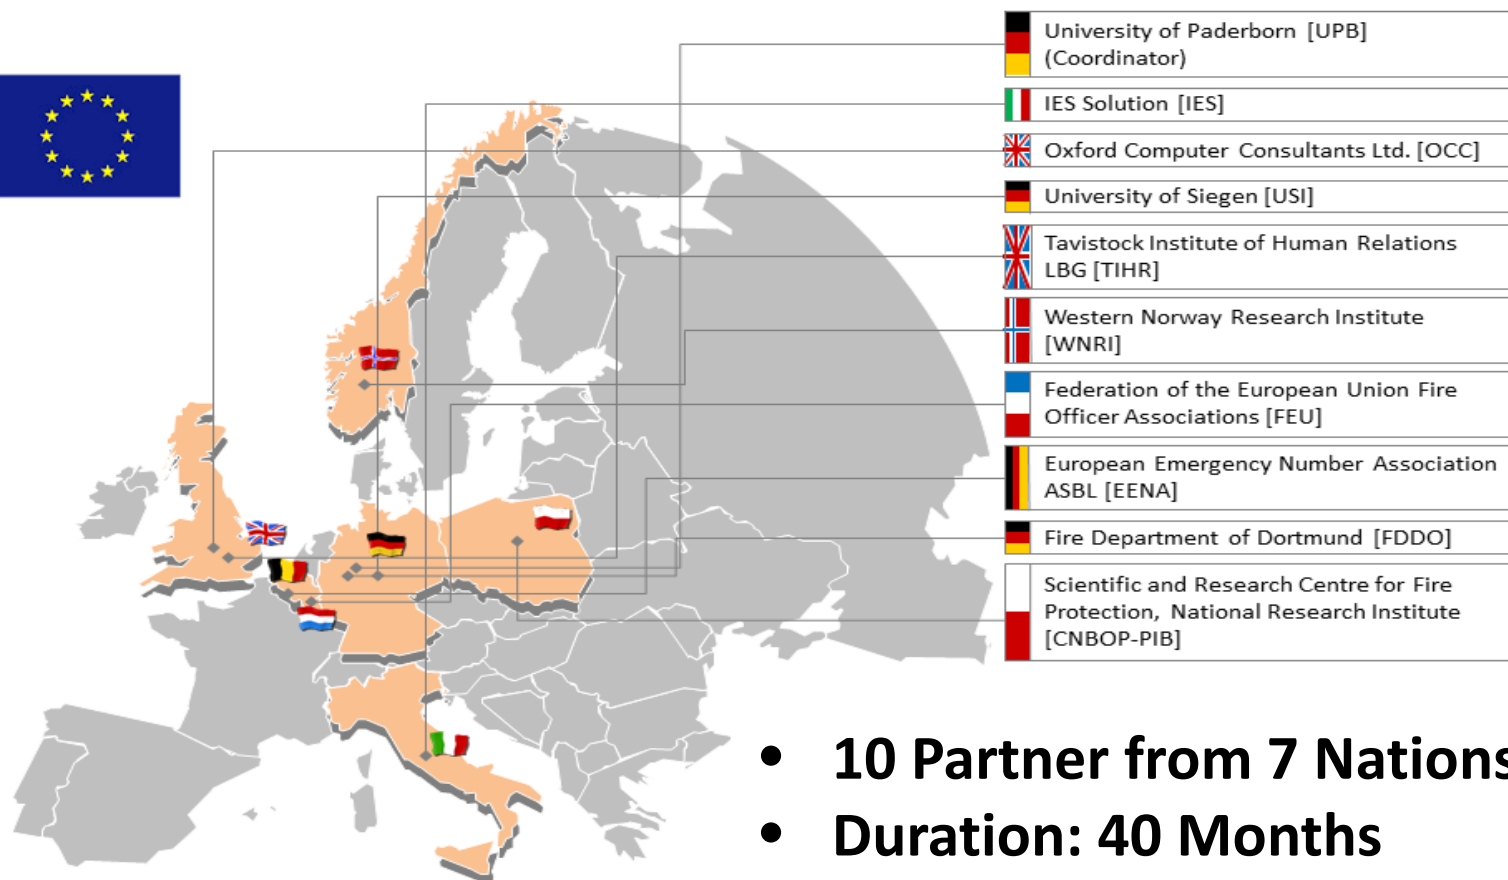 University of Paderborn [UPB]
(Coordinator)
IES Solution [IES]
Oxford Computer Consultants Ltd. [OCC]
University of Siegen [USI]
Tavistock Institute of Human Relations
LBG [TIHR]
Western Norway Research Institute
[WNRI]
Federation of the European Union Fire
Officer Associations [FEU]
European Emergency Number Association
ASBL [EENA]
Fire Department of Dortmund [FDDO]
Scientific and Research Centre for Fire
Protection, National Research Institute
[CNBOP-PIB]
• 10 Partner from 7 Nations
• Duration: 40 Months